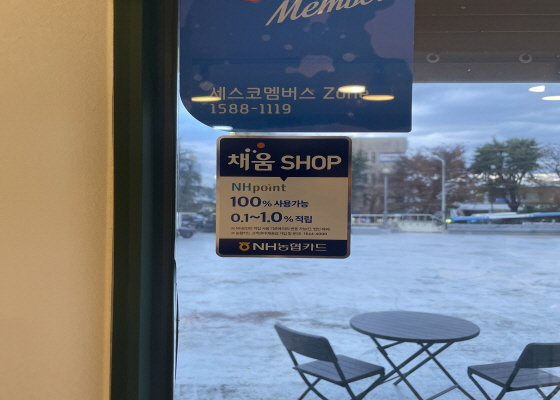 Member
세스코멤버스 Zone
1588-1119
채움 SHOP
NHpoint
100% 사용가능
0.1~1.0% 적립
NH농협카드